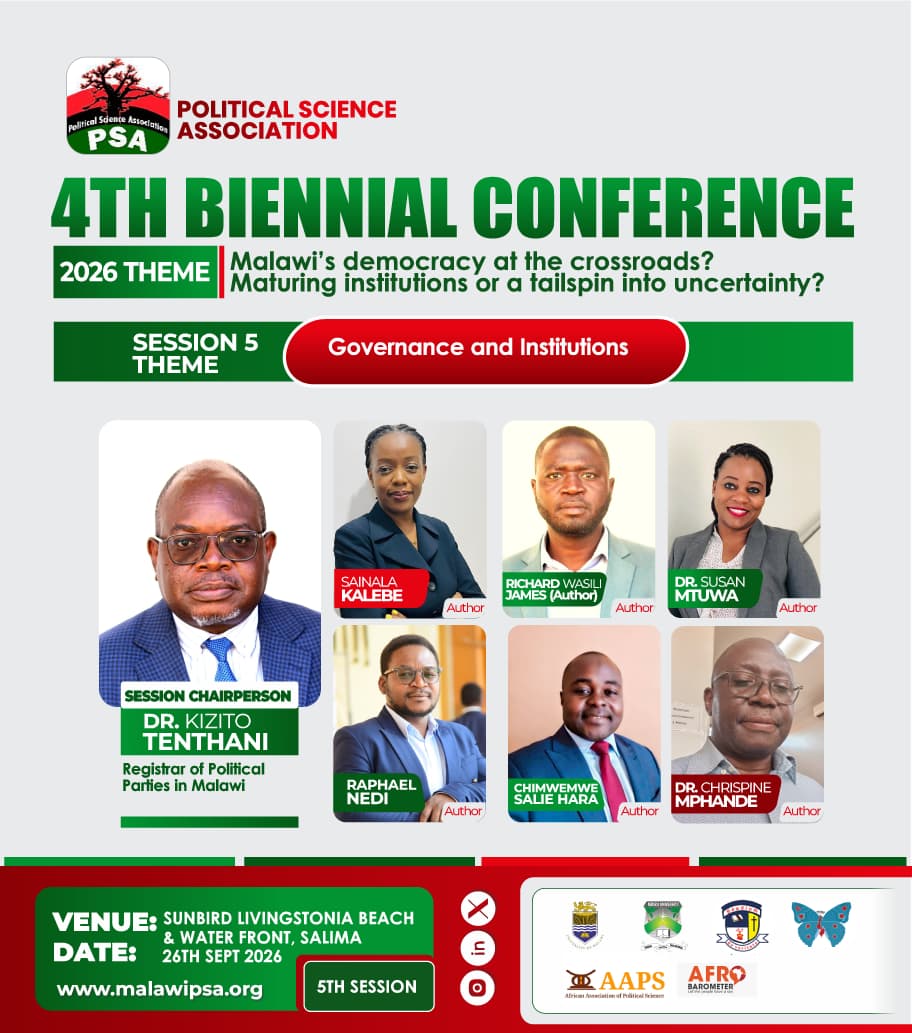 Political Science Association
PSA
POLITICAL SCIENCE
ASSOCIATION
4TH BIENNIAL CONFERENCE
2026 THEME
Malawi's democracy at the crossroads?
Maturing institutions or a tailspin into uncertainty?
SESSION 5
THEME
Governance and Institutions
SESSION CHAIRPERSON
DR. KIZITO
TENTHANI
Registrar of Political
Parties in Malawi
SAINALA
KALEBE
Author
RICHARD WASILI
JAMES (Author)
Author
DR. SUSAN
MTUWA
Author
RAPHAEL
NEDI
Author
CHIMWEMWE
SALIE HARA
Author
DR. CHRISPINE
MPHANDE
Author
VENUE: SUNBIRD LIVINGSTONIA BEACH
& WATER FRONT, SALIMA
DATE: 26TH SEPT 2026
www.malawipsa.org
5TH SESSION
in
AAPS
African Association of Political Science
AFRO
BAROMETER